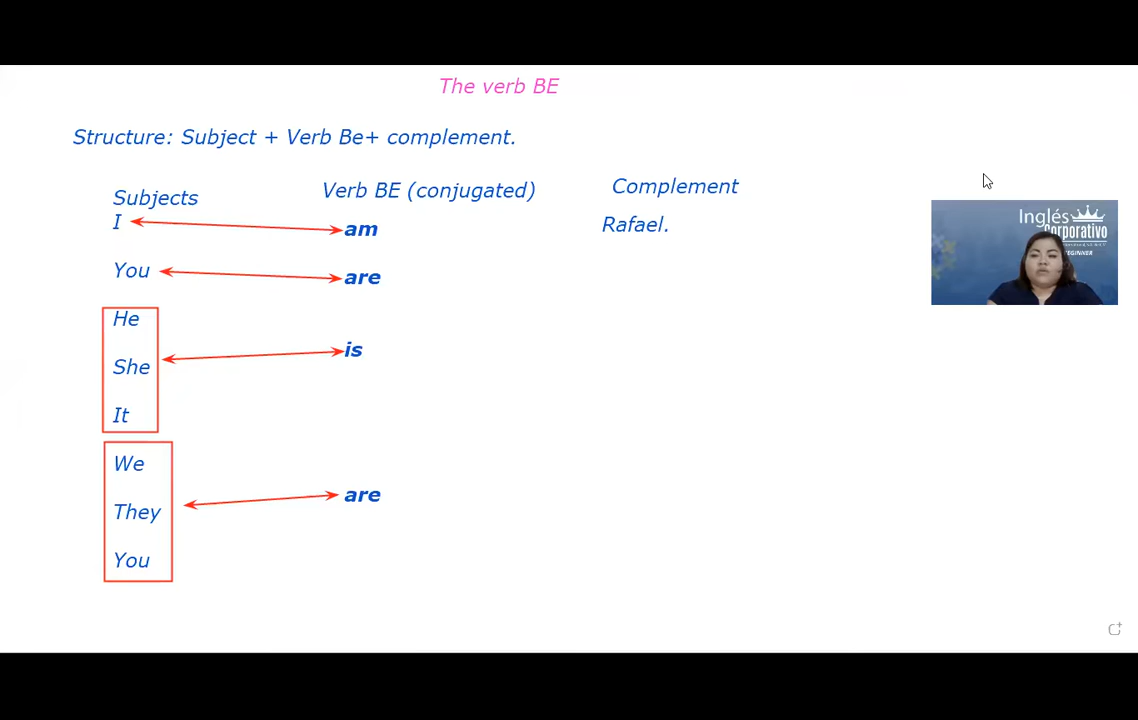 The verb BE
Structure: Subject + Verb Be+ complement.
Subjects Verb BE (conjugated) Complement
I am Rafael.
You are
He
She is
It
We
They are
You
Inglés
Corporativo
BEGINNER